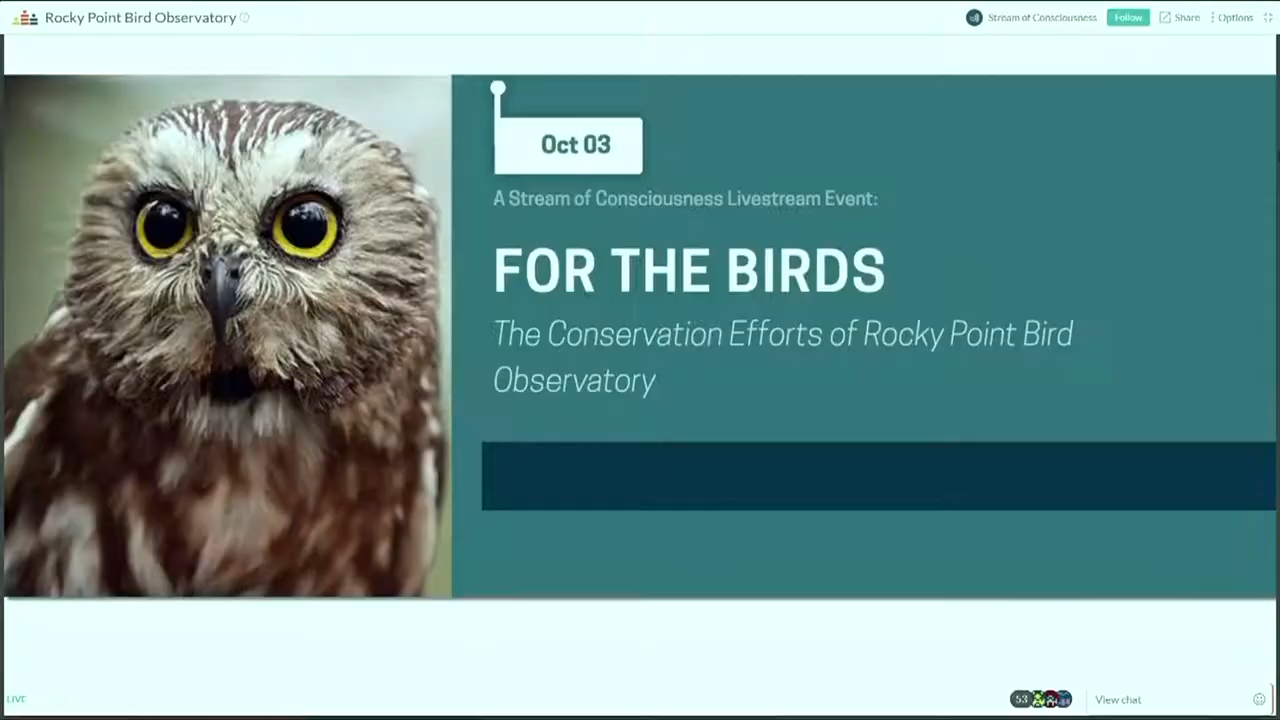 Rocky Point Bird Observatory
Stream of Consciousness Follow Share Options
Oct 03
A Stream of Consciousness Livestream Event:
FOR THE BIRDS
The Conservation Efforts of Rocky Point Bird
Observatory
LIVE
53
View chat